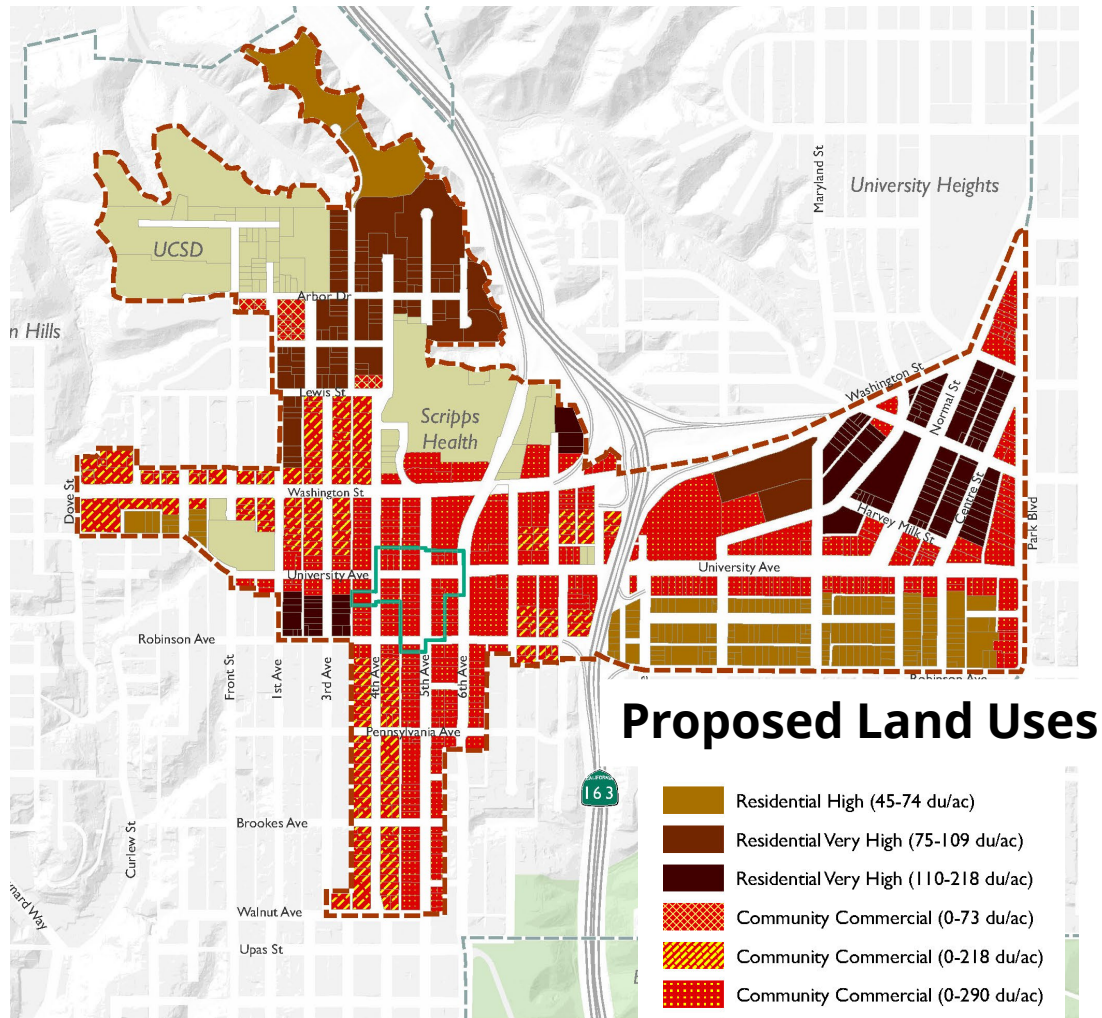 Maryland St
University Heights
UCSD
Arbor Dr
n Hills
Washington St
Lewis St
Normal St
Scripps
Health
Centre St
Dove St
Washington St
Harvey Milk St
Park Blvd
University Ave
University Ave
Robinson Ave
Front St
1st Ave
3rd Ave
4th Ave
5th Ave
6th Ave
Robinson Ave
Proposed Land Uses
Pennsylvania Ave
CALIFORNIA
163
Residential High (45-74 du/ac)
Brookes Ave
Curlew St
Residential Very High (75-109 du/ac)
Residential Very High (110-218 du/ac)
ynard Way
Walnut Ave
Community Commercial (0-73 du/ac)
Upas St
Community Commercial (0-218 du/ac)
Community Commercial (0-290 du/ac)